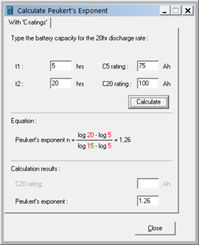 Calculate Peukert's Exponent
With 'C-ratings'
Type the battery capacity for the 20hr discharge rate :
t1 : 5 hrs C5 rating : 75 Ah
t2 : 20 hrs C20 rating : 100 Ah
Calculate
Equation :
log 20 - log 5
Peukert's exponent n = = 1.26
log 15 - log 5
Calculation results :
C20 rating : Ah
Peukert's exponent : 1.26
Close